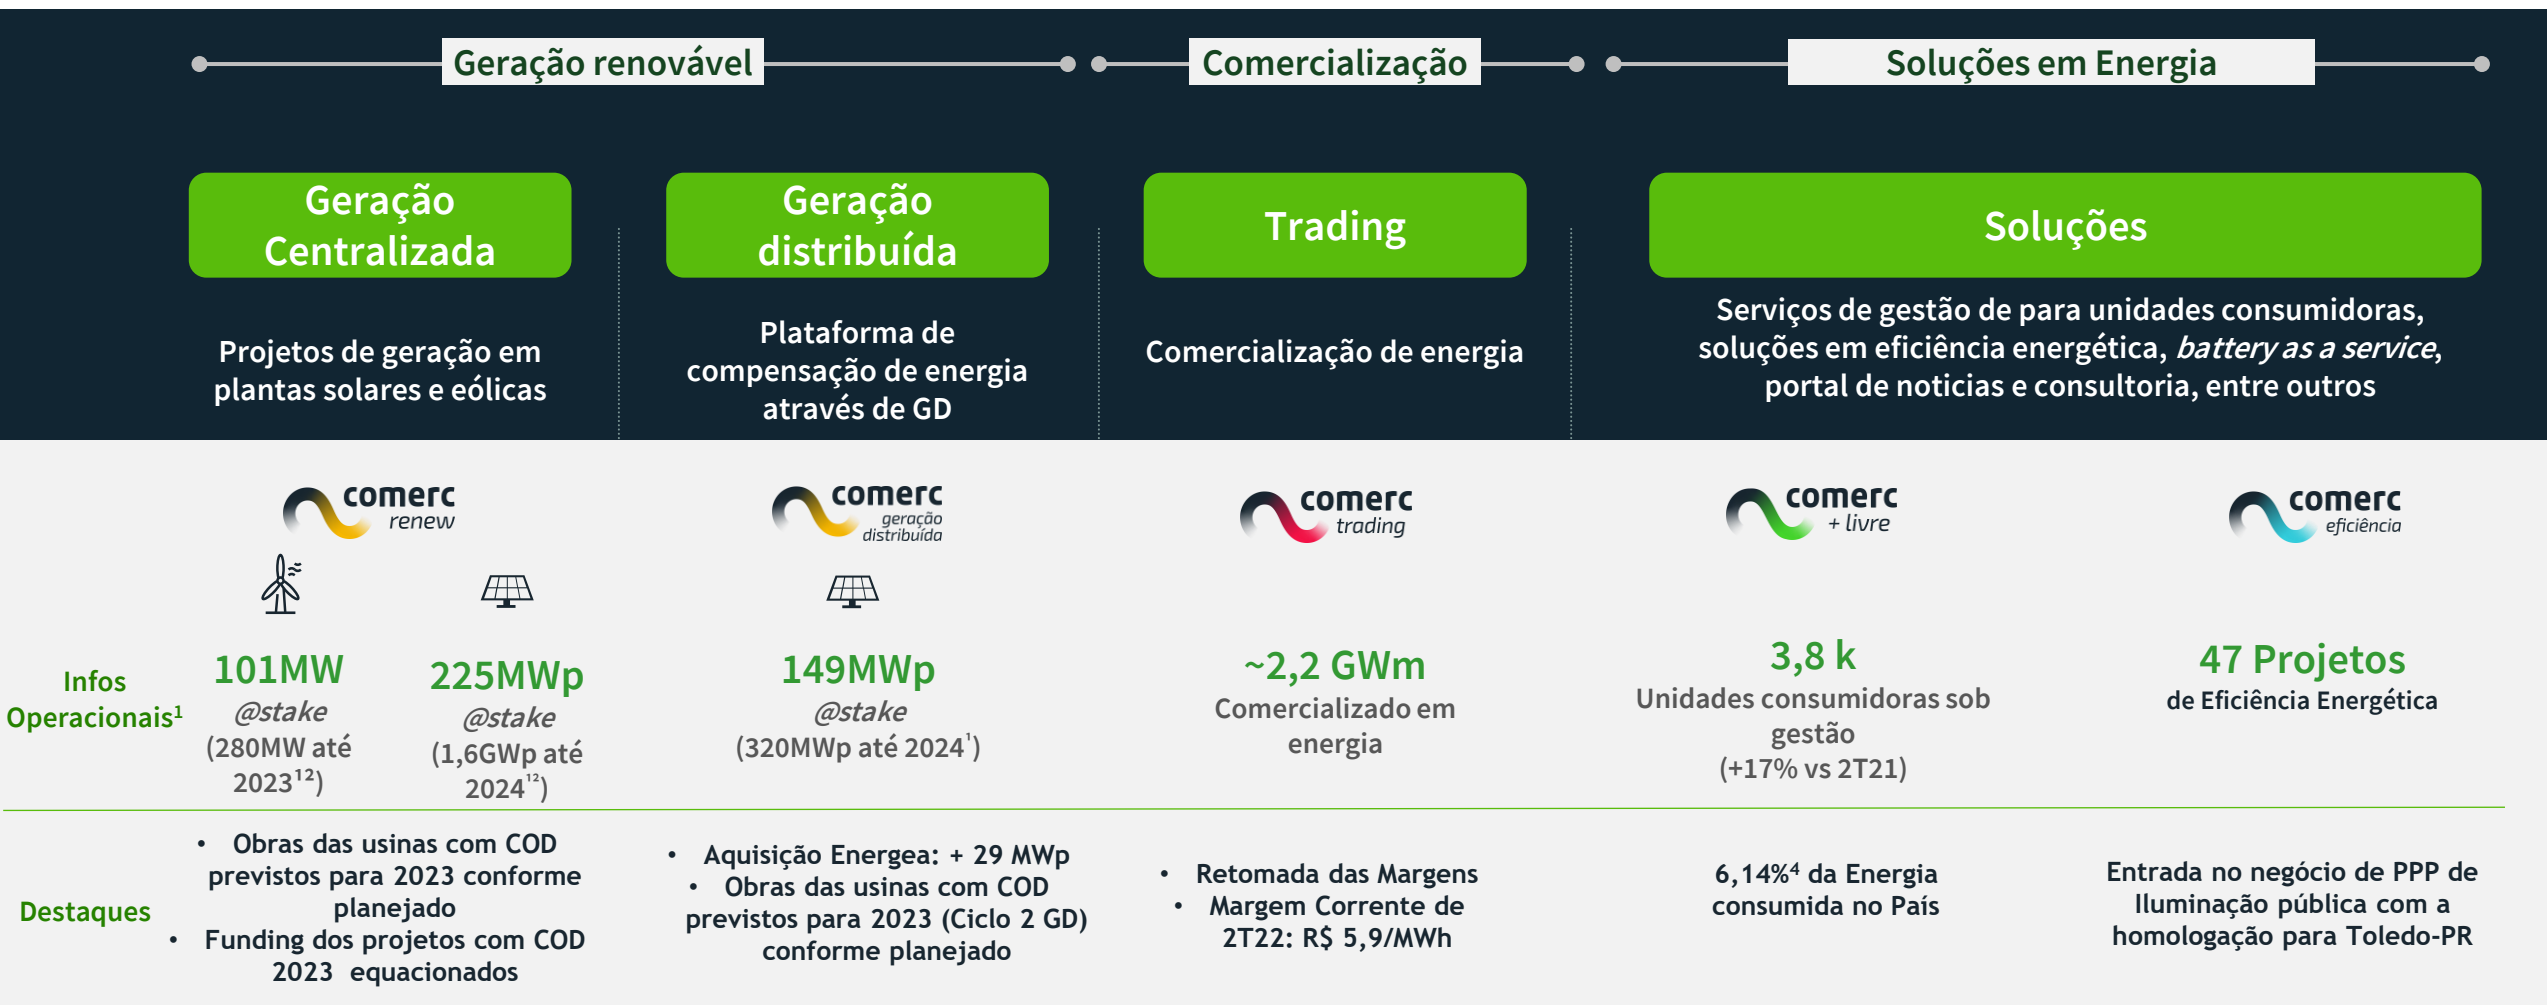 Geração renovável
Comercialização
Soluções em Energia
Geração
Centralizada
Geração
distribuída
Trading
Soluções
Projetos de geração em
plantas solares e eólicas
Plataforma de
compensação de energia
através de GD
Comercialização de energia
Serviços de gestão de para unidades consumidoras,
soluções em eficiência energética, battery as a service,
portal de noticias e consultoria, entre outros
comerc
renew
comerc
geração
distribuída
comerc
trading
comerc
+ livre
comerc
eficiência
Infos
Operacionais¹
101MW
@stake
(280MW até
2023¹²)
225MWp
@stake
(1,6GWp até
2024¹²)
149MWp
@stake
(320MWp até 2024¹)
~2,2 GWm
Comercializado em
energia
3,8 k
Unidades consumidoras sob
gestão
(+17% vs 2T21)
47 Projetos
de Eficiência Energética
Destaques
• Obras das usinas com COD
previstos para 2023 conforme
planejado
• Funding dos projetos com COD
2023 equacionados
• Aquisição Energea: + 29 MWp
• Obras das usinas com COD
previstos para 2023 (Ciclo 2 GD)
conforme planejado
• Retomada das Margens
• Margem Corrente de
2T22: R$ 5,9/MWh
6,14%⁴ da Energia
consumida no País
Entrada no negócio de PPP de
Iluminação pública com a
homologação para Toledo-PR